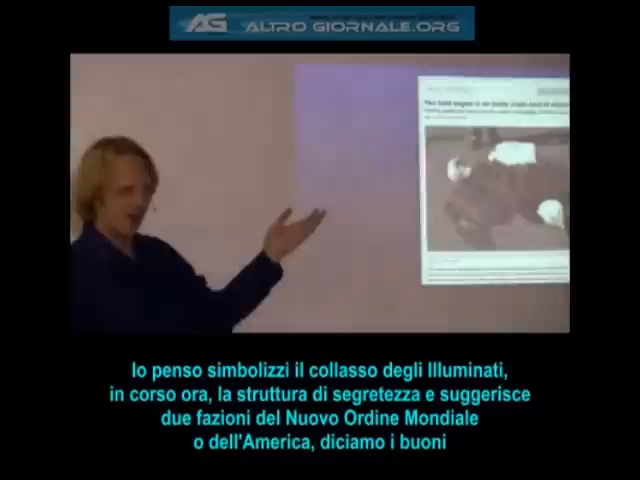 AG ALTRO GIORNALE.ORG
Io penso simbolizzi il collasso degli Illuminati,
in corso ora, la struttura di segretezza e suggerisce
due fazioni del Nuovo Ordine Mondiale
o dell'America, diciamo i buoni